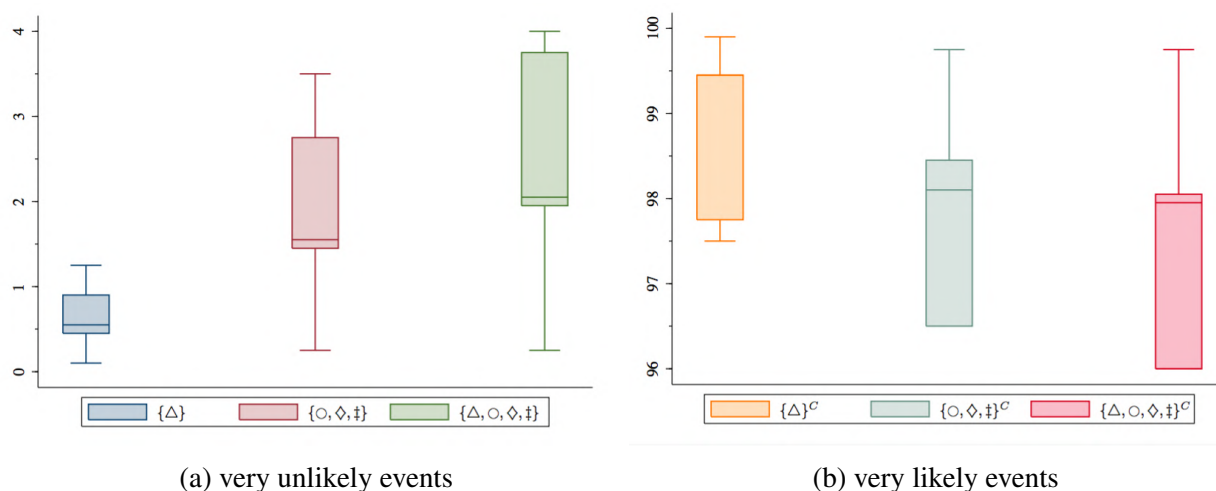 4
3
2
1
0
{△} {○,◊,‡} {△,○,◊,‡}
(a) very unlikely events
100
99
98
97
96
{△}^C {○,◊,‡}^C {△,○,◊,‡}^C
(b) very likely events